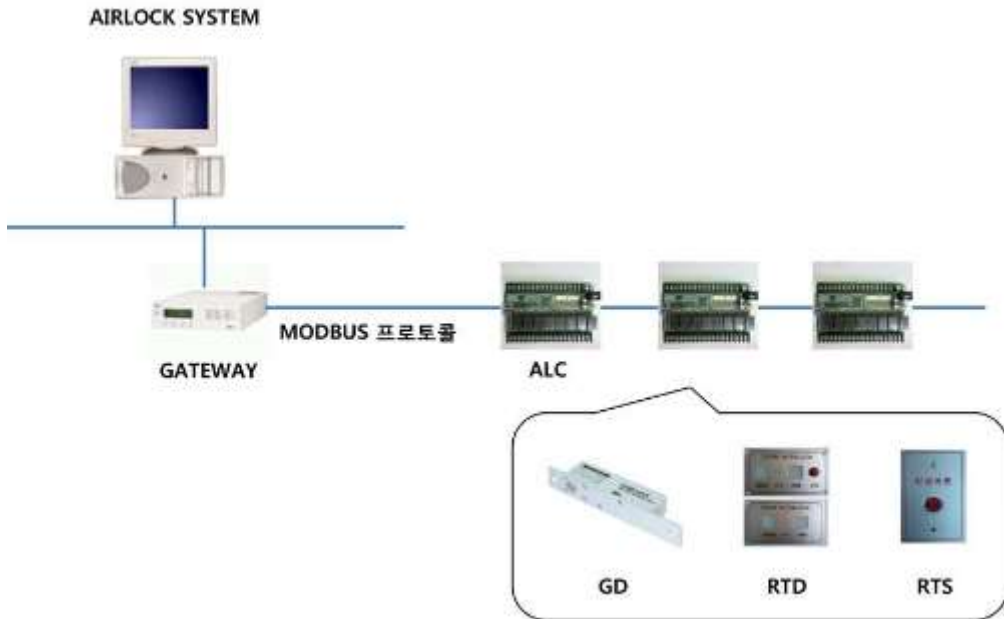 AIRLOCK SYSTEM
MODBUS 프로토콜
GATEWAY
ALC
GD
RTD
RTS